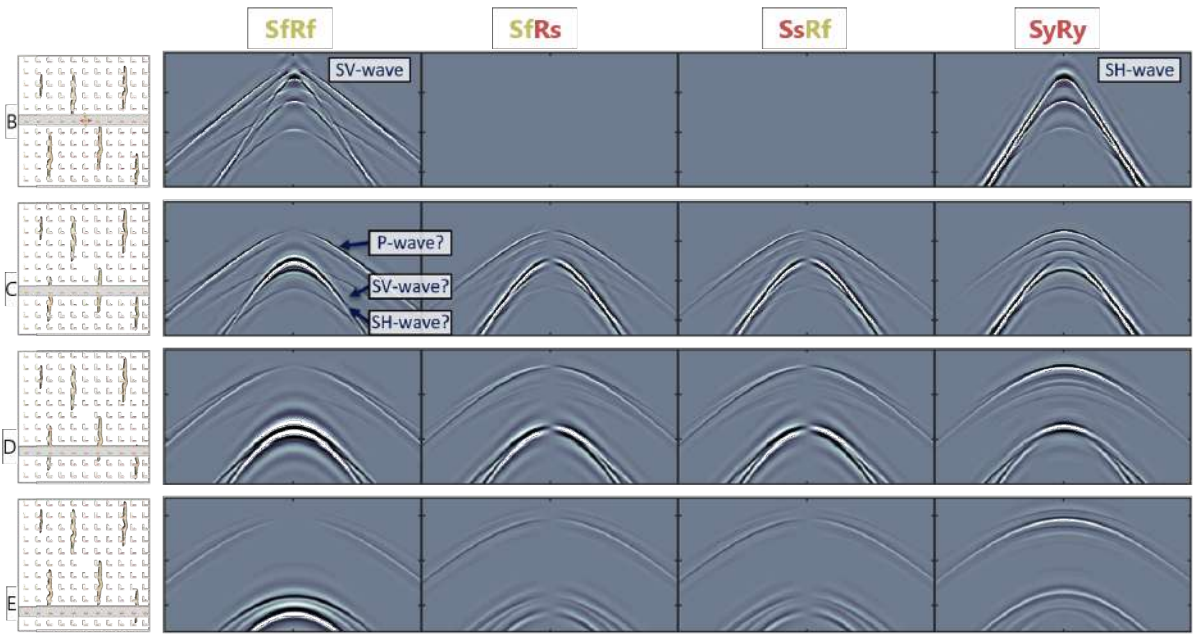 SfRf
SfRs
SsRf
SyRy
B
SV-wave
SH-wave
C
P-wave?
SV-wave?
SH-wave?
D
E